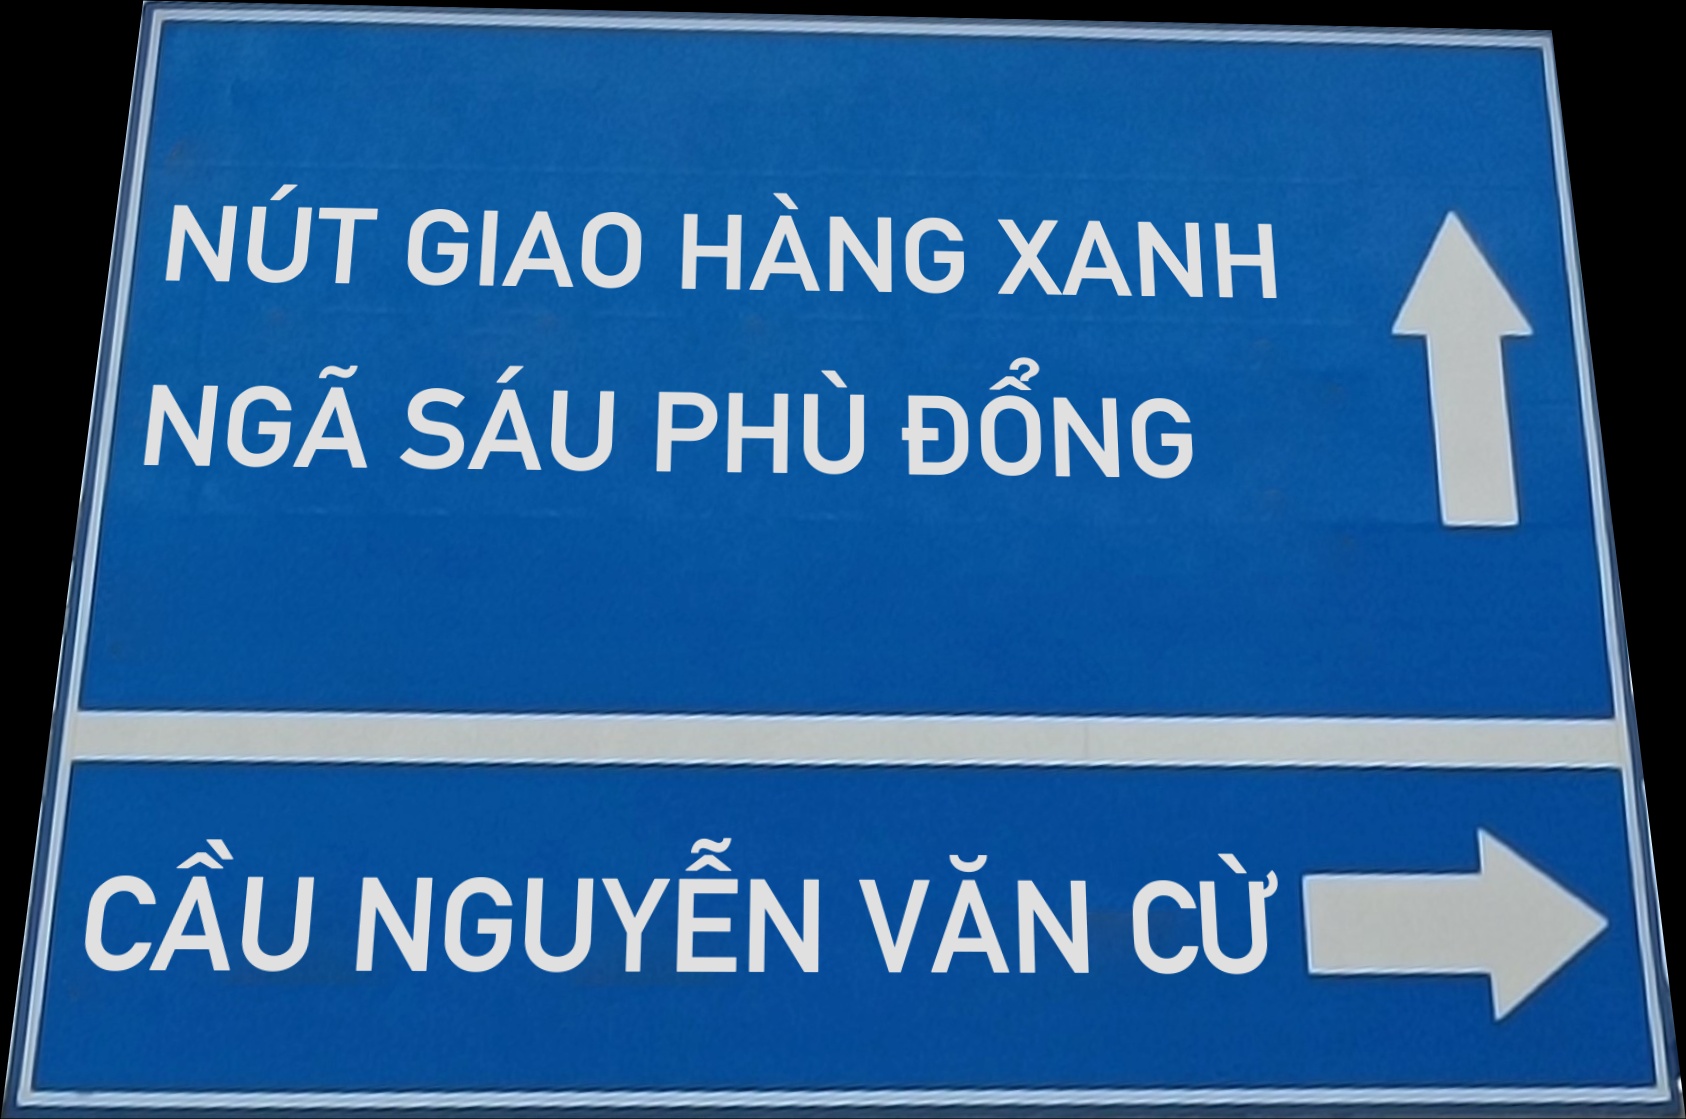 NÚT GIAO HÀNG XANH
NGÃ SÁU PHÙ ĐỔNG
CẦU NGUYỄN VĂN CỪ